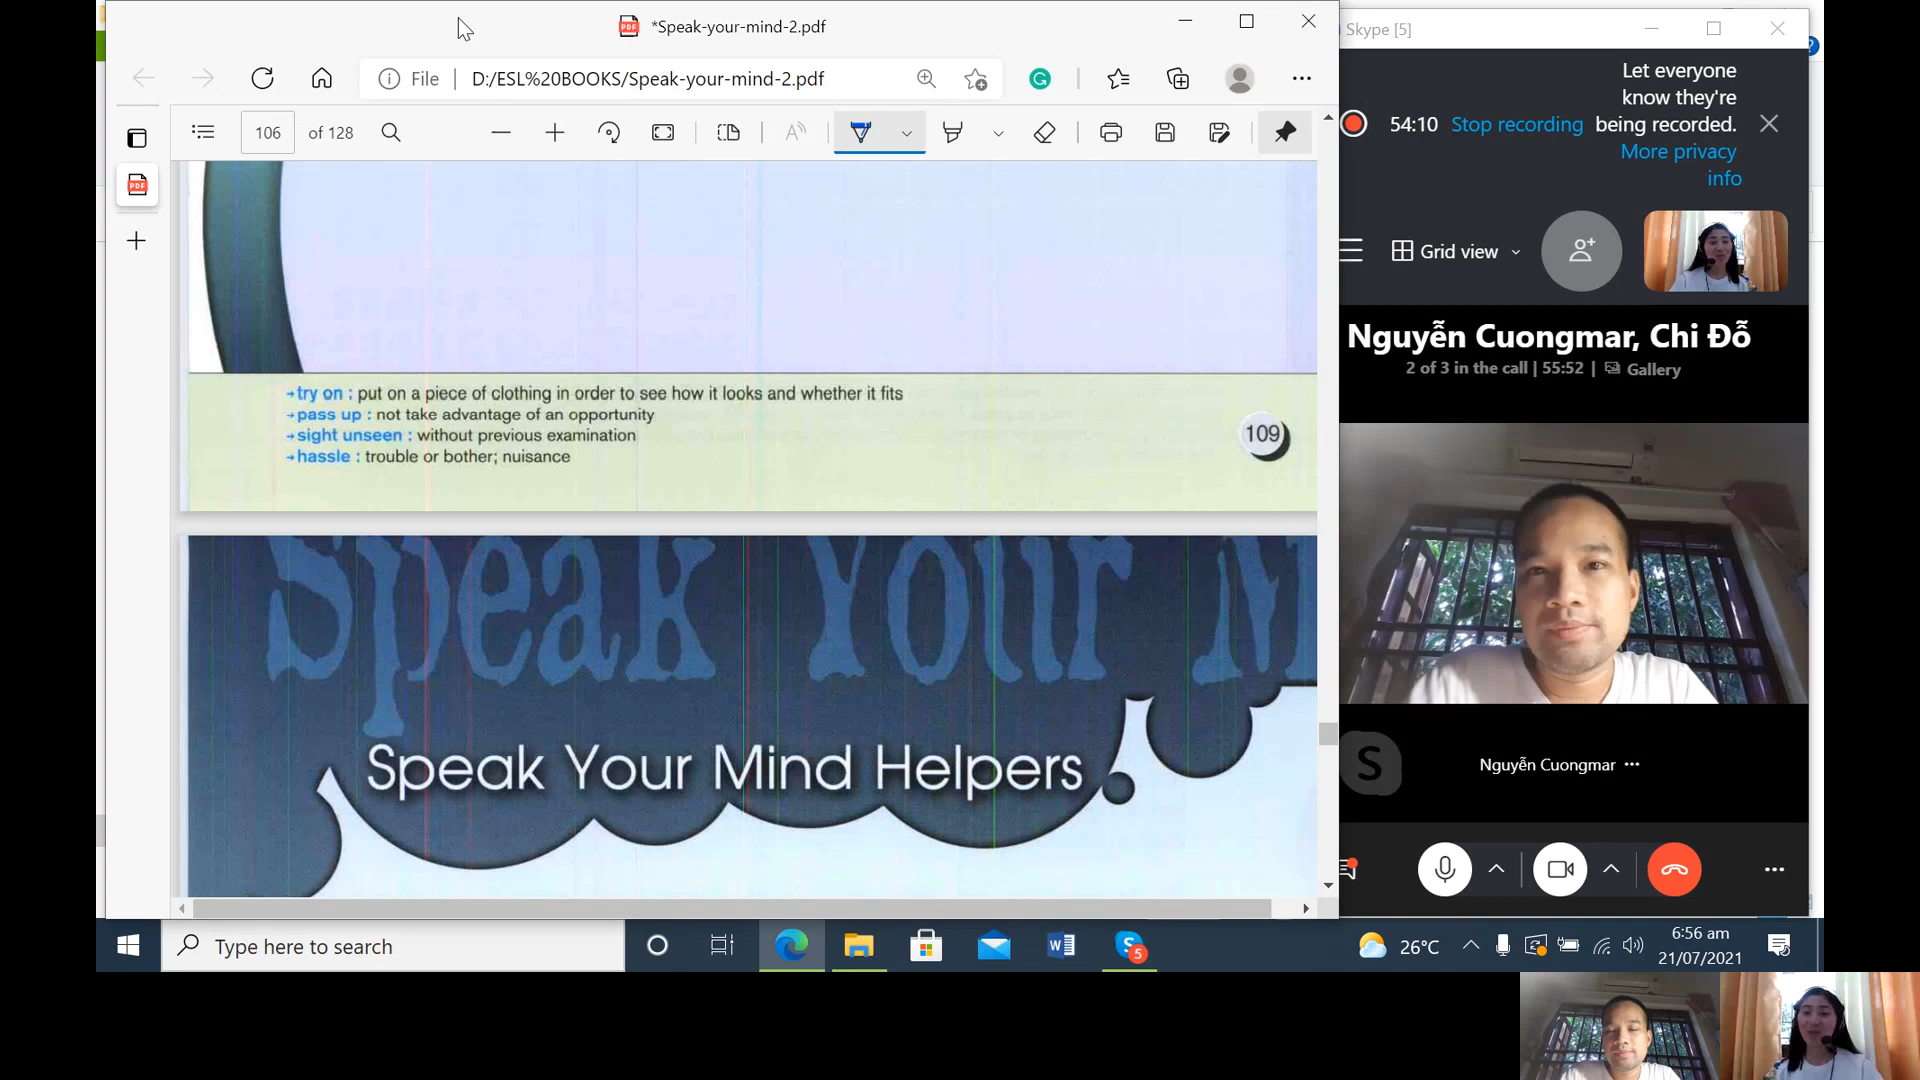 *Speak-your-mind-2.pdf
File
D:/ESL%20BOOKS/Speak-your-mind-2.pdf
106 of 128
→try on : put on a piece of clothing in order to see how it looks and whether it fits
→pass up : not take advantage of an opportunity
→sight unseen : without previous examination
→hassle : trouble or bother; nuisance
109
Speak Your M
Speak Your Mind Helpers
Skype [5]
54:10 Stop recording
Let everyone
know they're
being recorded.
More privacy
info
Grid view
Nguyễn Cuongmar, Chi Đỗ
2 of 3 in the call | 55:52 | Gallery
S
Nguyễn Cuongmar
Type here to search
5
26°C
6:56 am
21/07/2021